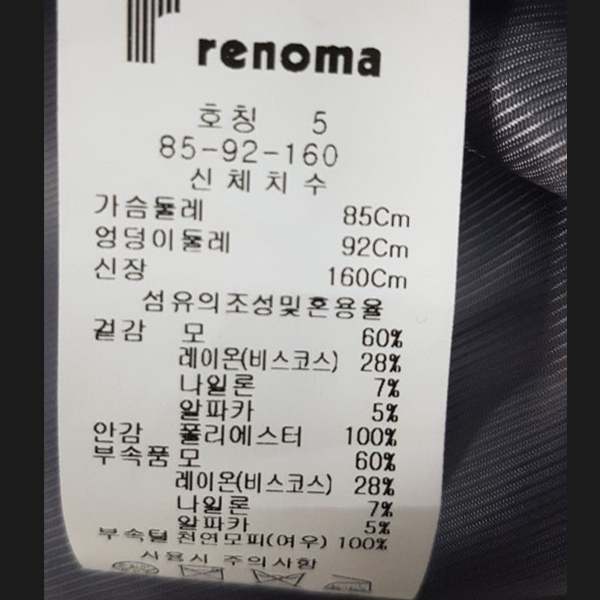 renoma
호칭 5
85-92-160
신체치수
가슴둘레 85Cm
엉덩이둘레 92Cm
신장 160Cm
섬유의조성및혼용율
겉감 모 60%
레이온(비스코스) 28%
나일론 7%
알파카 5%
안감 폴리에스터 100%
부속품 모 60%
레이온(비스코스) 28%
나일론 7%
알파카 5%
부속털 천연모피(여우) 100%
사용시 주의사항